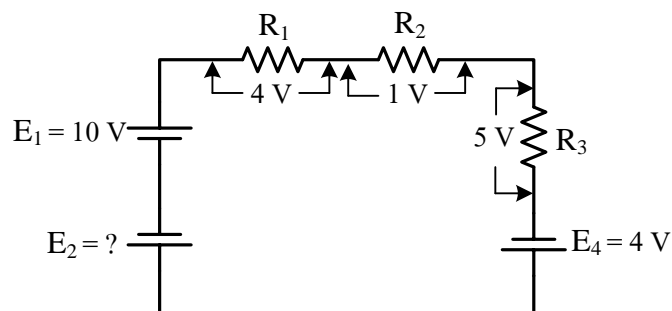 R₁
R₂
4 V
1 V
E₁ = 10 V
5 V
R₃
E₂ = ?
E₄ = 4 V